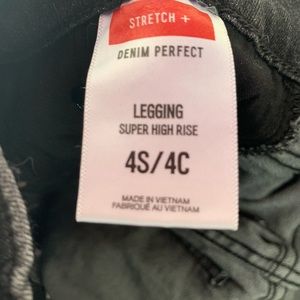 STRETCH +
DENIM PERFECT
LEGGING
SUPER HIGH RISE
4S/4C
MADE IN VIETNAM
FABRIQUÉ AU VIETNAM